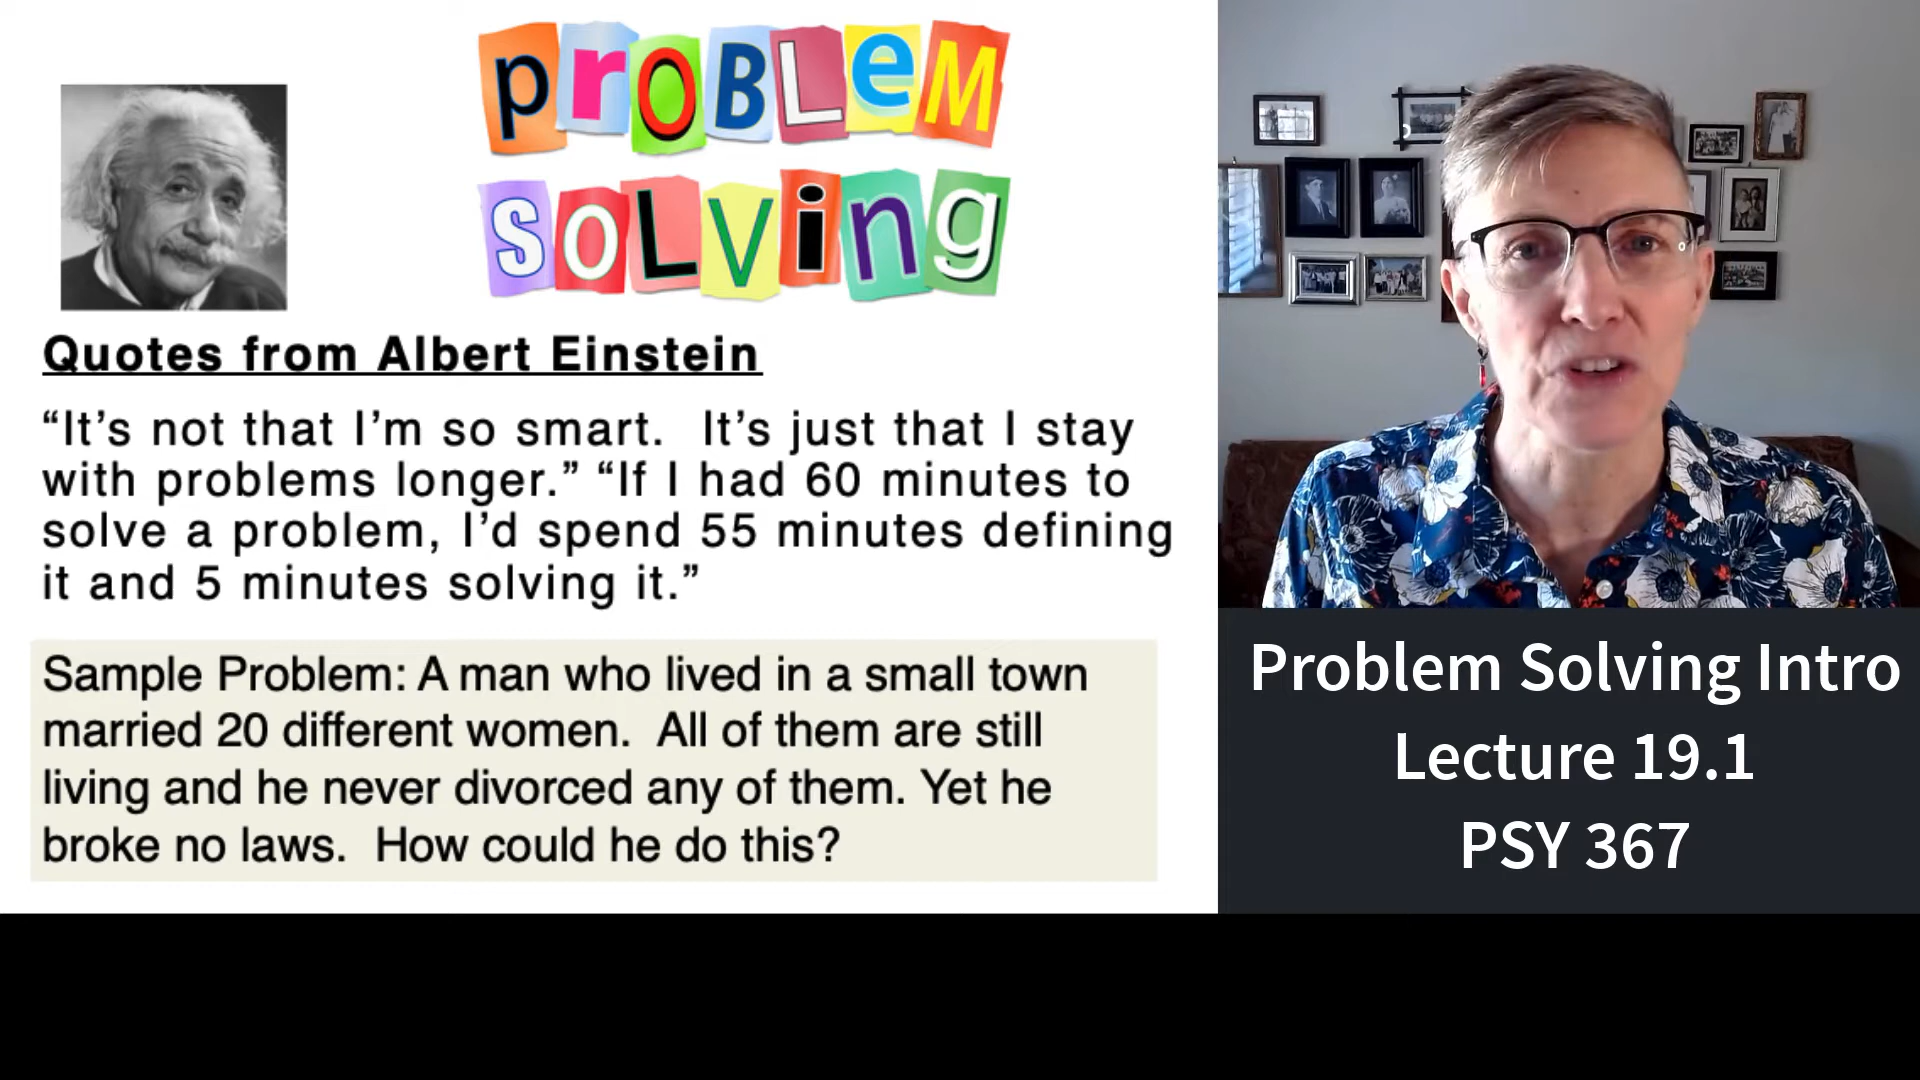 prOBLeM
SOLVing
Quotes from Albert Einstein
“It’s not that I’m so smart.  It’s just that I stay
with problems longer.” “If I had 60 minutes to
solve a problem, I’d spend 55 minutes defining
it and 5 minutes solving it.”
Sample Problem: A man who lived in a small town
married 20 different women.  All of them are still
living and he never divorced any of them. Yet he
broke no laws.  How could he do this?
Problem Solving Intro
Lecture 19.1
PSY 367